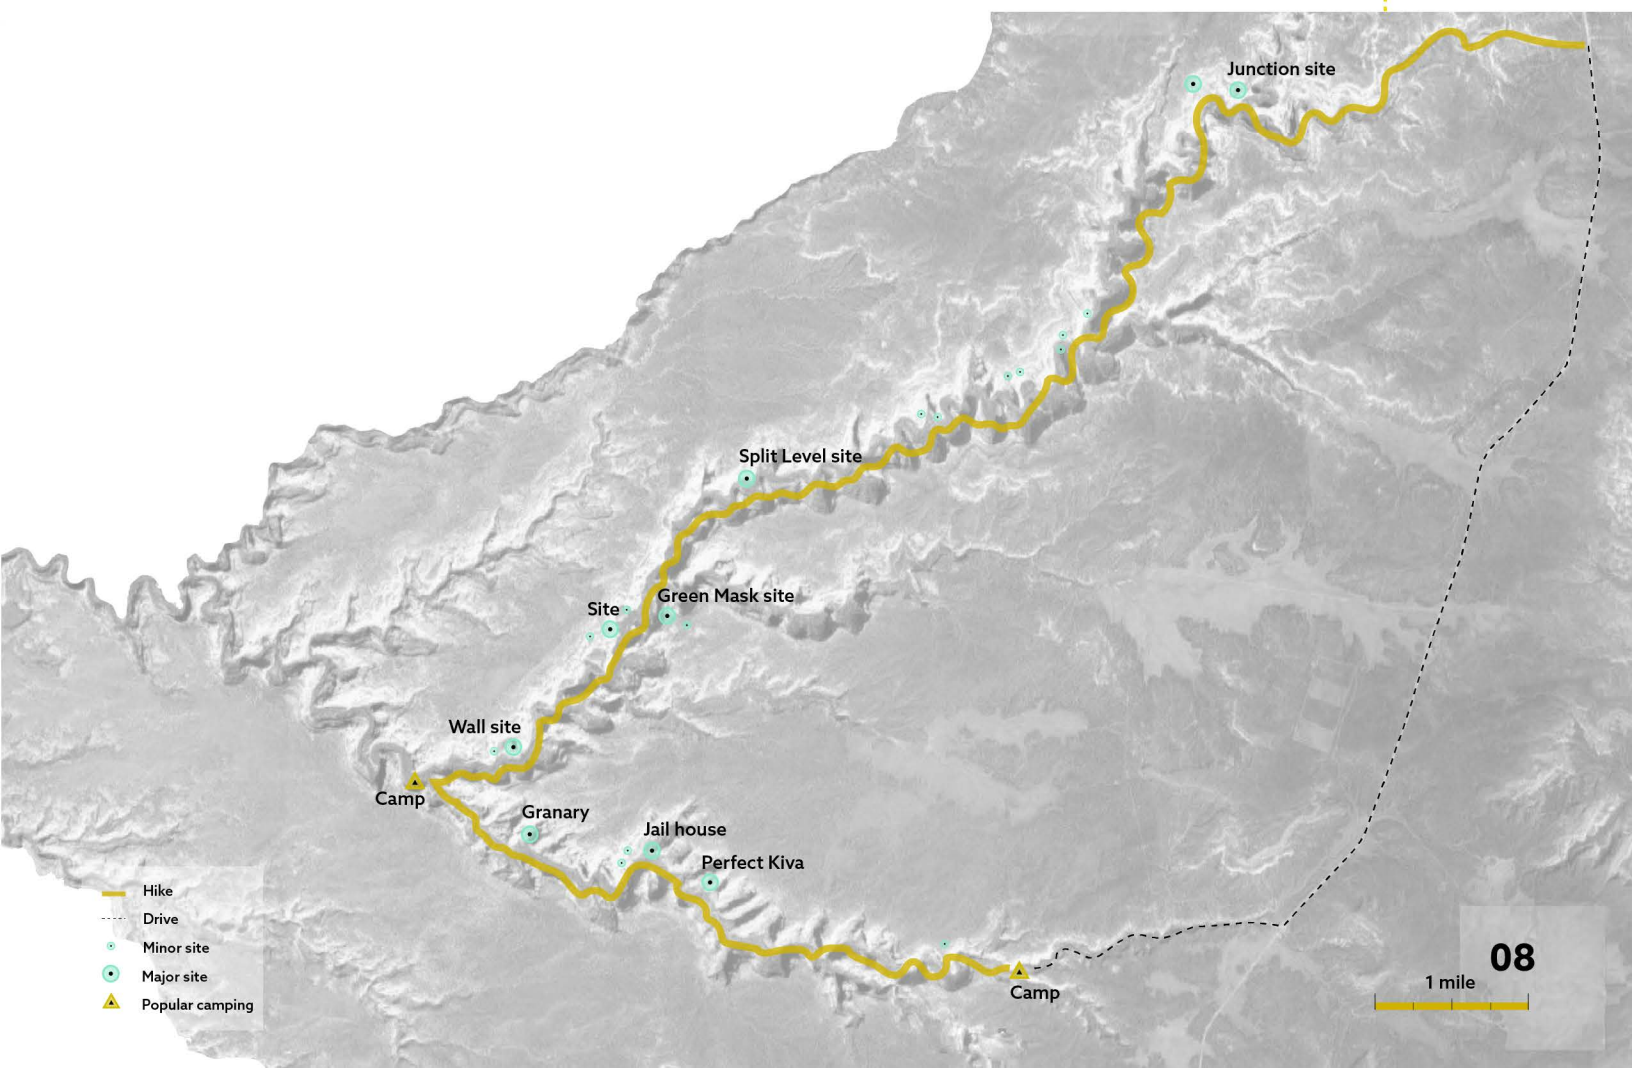 Junction site
Split Level site
Site
Green Mask site
Wall site
Camp
Granary
Jail house
Perfect Kiva
Camp
Hike
Drive
Minor site
Major site
Popular camping
08
1 mile